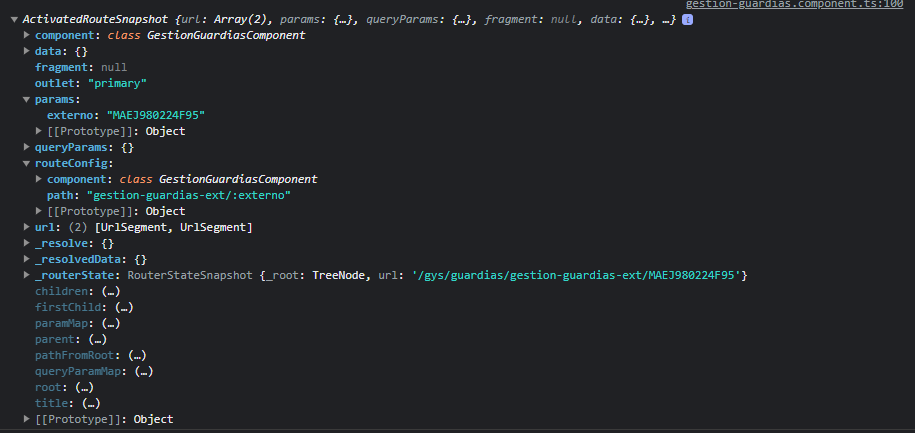 gestion-guardias.component.ts:100
ActivatedRouteSnapshot {url: Array(2), params: {…}, queryParams: {…}, fragment: null, data: {…}, …} i
component: class GestionGuardiasComponent
data: {}
fragment: null
outlet: "primary"
params:
externo: "MAEJ980224F95"
[[Prototype]]: Object
queryParams: {}
routeConfig:
component: class GestionGuardiasComponent
path: "gestion-guardias-ext/:externo"
[[Prototype]]: Object
url: (2) [UrlSegment, UrlSegment]
_resolve: {}
_resolvedData: {}
_routerState: RouterStateSnapshot {_root: TreeNode, url: '/gys/guardias/gestion-guardias-ext/MAEJ980224F95'}
children: (…)
firstChild: (…)
paramMap: (…)
parent: (…)
pathFromRoot: (…)
queryParamMap: (…)
root: (…)
title: (…)
[[Prototype]]: Object